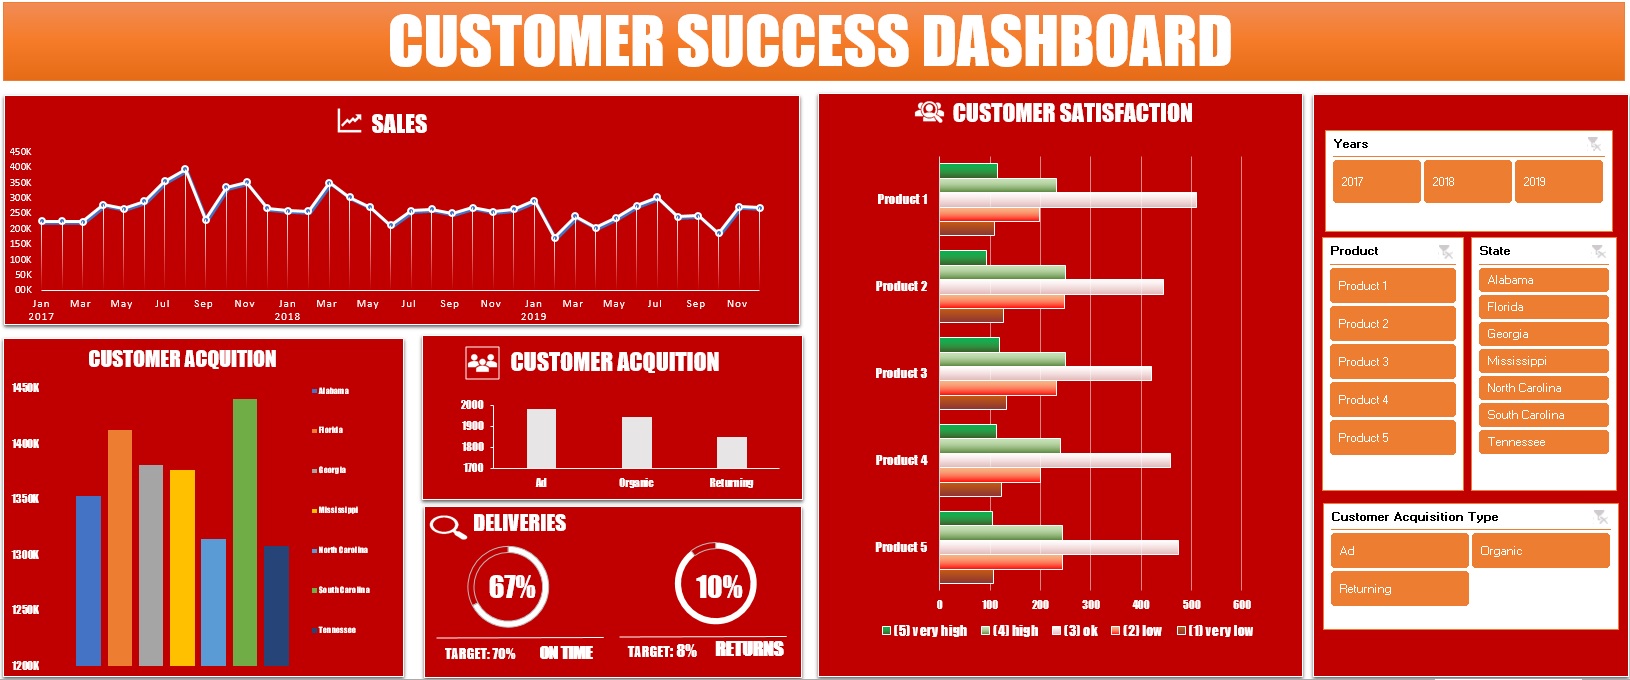 CUSTOMER SUCCESS DASHBOARD
SALES
450K
400K
350K
300K
250K
200K
150K
100K
50K
00K
Jan Mar May Jul Sep Nov Jan Mar May Jul Sep Nov Jan Mar May Jul Sep Nov
2017 2018 2019
CUSTOMER ACQUITION
1450K
1400K
1350K
1300K
1250K
1200K
Alabama
Florida
Georgia
Mississippi
North Carolina
South Carolina
Tennessee
CUSTOMER ACQUITION
2000
1900
1800
1700
Ad Organic Returning
DELIVERIES
67% 10%
TARGET: 70% ON TIME TARGET: 8% RETURNS
CUSTOMER SATISFACTION
Product 1
Product 2
Product 3
Product 4
Product 5
0 100 200 300 400 500 600
(5) very high (4) high (3) ok (2) low (1) very low
Years
2017 2018 2019
Product
Product 1
Product 2
Product 3
Product 4
Product 5
State
Alabama
Florida
Georgia
Mississippi
North Carolina
South Carolina
Tennessee
Customer Acquisition Type
Ad Organic
Returning